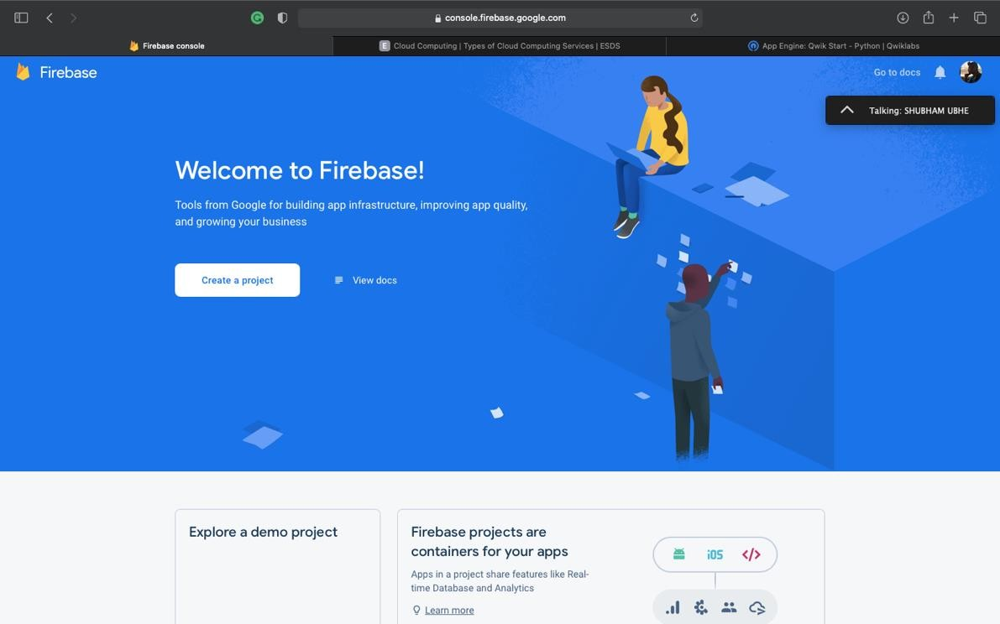 console.firebase.google.com
Firebase console
E Cloud Computing | Types of Cloud Computing Services | ESDS
App Engine: Qwik Start - Python | Qwiklabs
Firebase
Go to docs
Talking: SHUBHAM UBHE
Welcome to Firebase!
Tools from Google for building app infrastructure, improving app quality,
and growing your business
Create a project
View docs
Explore a demo project
Firebase projects are
containers for your apps
Apps in a project share features like Real-
time Database and Analytics
Learn more
iOS